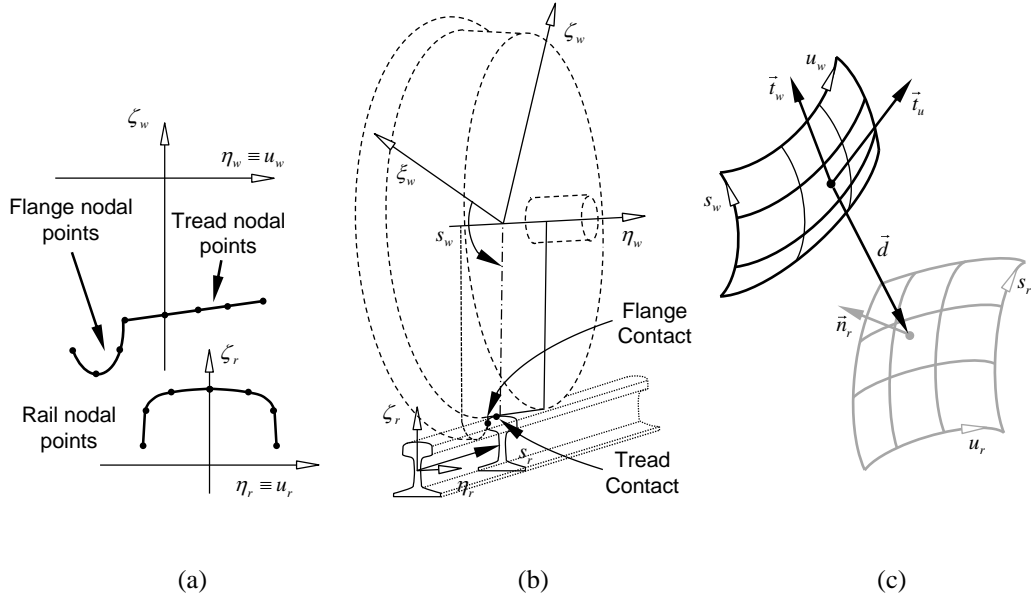 ζw
ηw ≡ uw
Flange nodal
points
Tread nodal
points
ζr
Rail nodal
points
ηr ≡ ur
(a)
ζw
ξw
sw
ηw
Flange
Contact
ζr
sr
ηr
Tread
Contact
(b)
uw
t⃗w
t⃗u
sw
d⃗
sr
n⃗r
ur
(c)